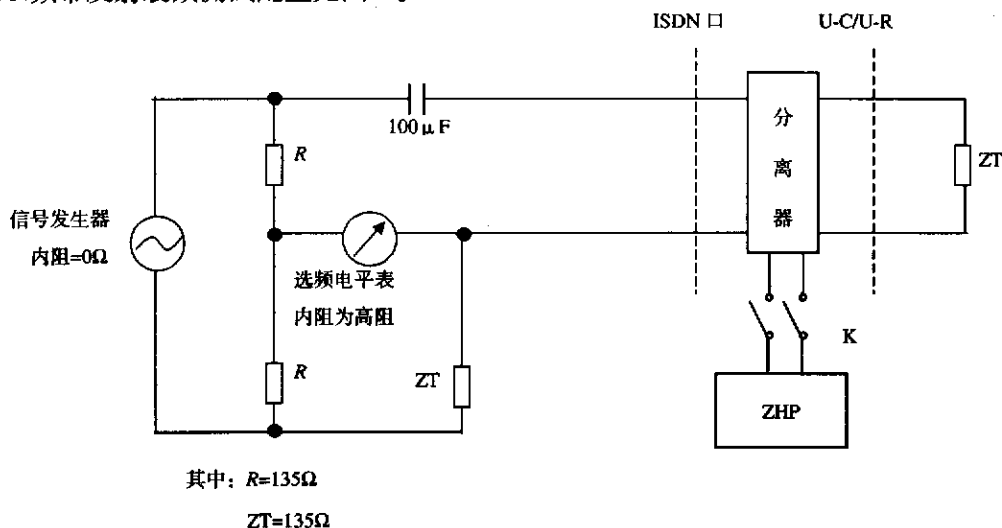 ISDN 口
U-C/U-R
100μF
R
分
离
器
ZT
信号发生器
内阻=0Ω
选频电平表
内阻为高阻
R
ZT
K
ZHP
其中：R=135Ω
ZT=135Ω